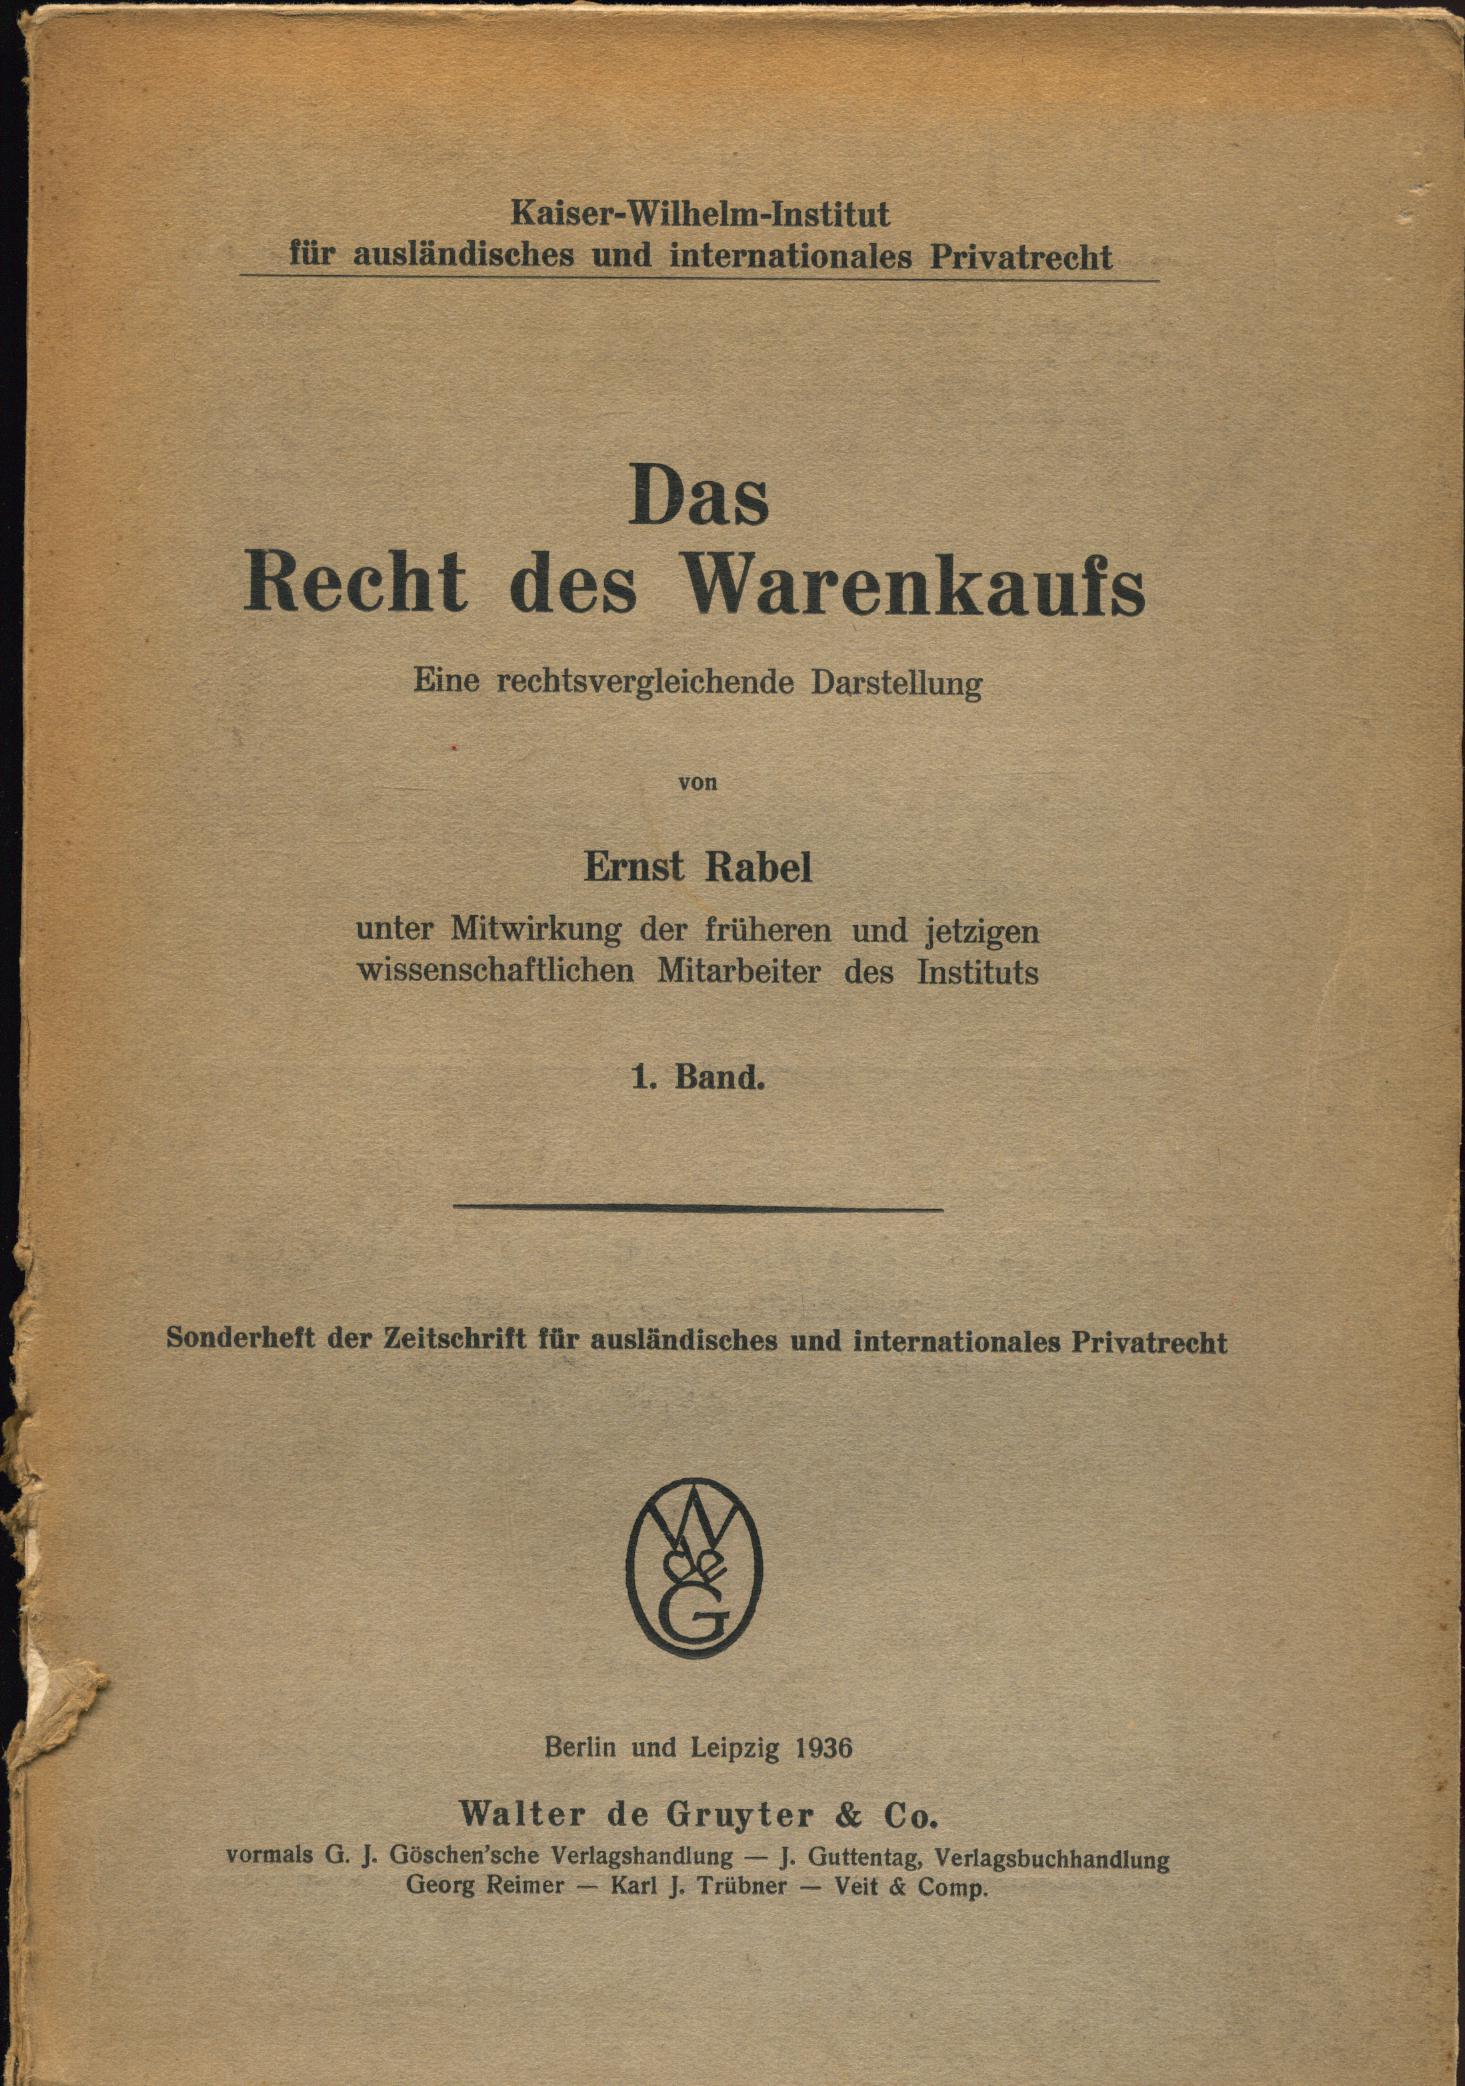 Kaiser-Wilhelm-Institut
für ausländisches und internationales Privatrecht
Das
Recht des Warenkaufs
Eine rechtsvergleichende Darstellung
von
Ernst Rabel
unter Mitwirkung der früheren und jetzigen
wissenschaftlichen Mitarbeiter des Instituts
1. Band.
Sonderheft der Zeitschrift für ausländisches und internationales Privatrecht
W
de
G
Berlin und Leipzig 1936
Walter de Gruyter & Co.
vormals G. J. Göschen'sche Verlagshandlung — J. Guttentag, Verlagsbuchhandlung
Georg Reimer — Karl J. Trübner — Veit & Comp.